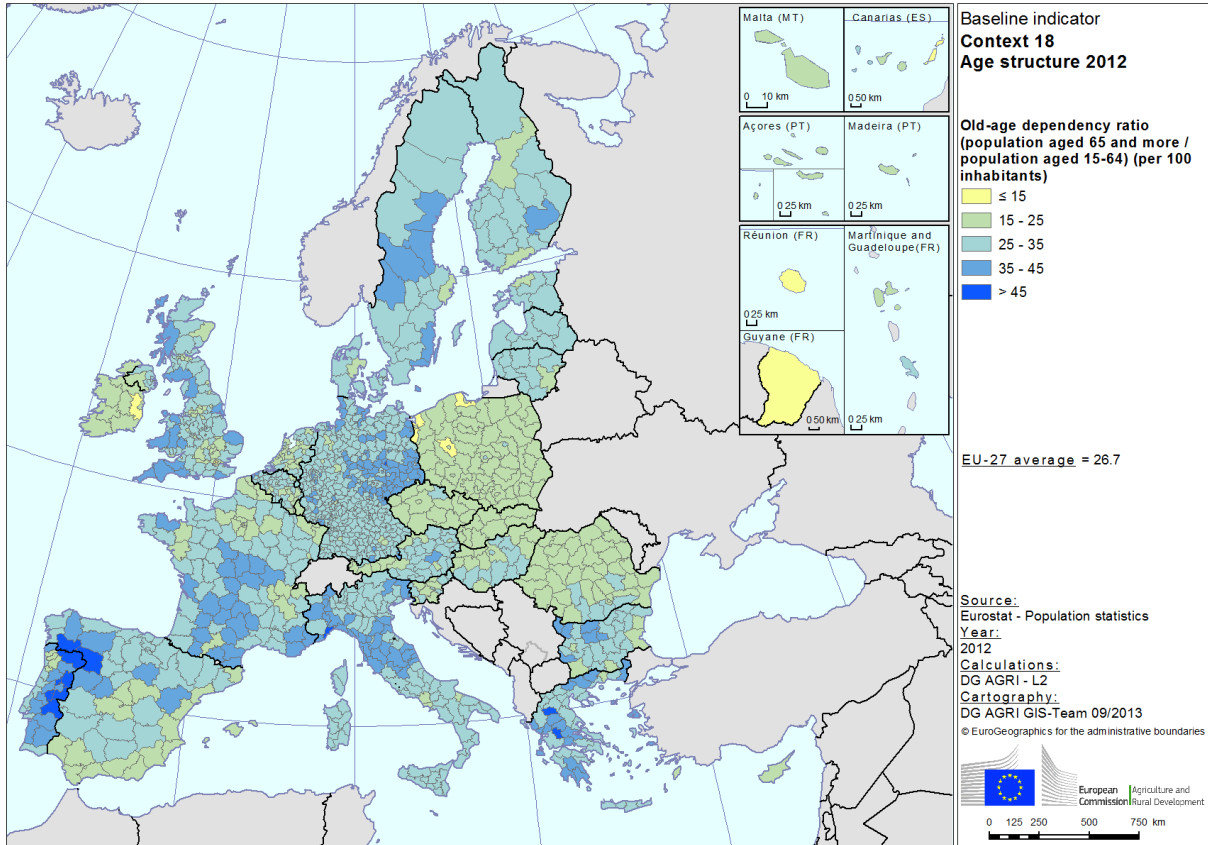 Malta (MT)
0 10 km
Canarias (ES)
0 50 km
Açores (PT)
0 25 km
Madeira (PT)
0 25 km
Réunion (FR)
0 25 km
Martinique and
Guadeloupe(FR)
0 25 km
Guyane (FR)
0 50 km
Baseline indicator
Context 18
Age structure 2012
Old-age dependency ratio
(population aged 65 and more /
population aged 15-64) (per 100
inhabitants)
≤ 15
15 - 25
25 - 35
35 - 45
> 45
EU-27 average = 26.7
Source:
Eurostat - Population statistics
Year:
2012
Calculations:
DG AGRI - L2
Cartography:
DG AGRI GIS-Team 09/2013
© EuroGeographics for the administrative boundaries
European
Commission
Agriculture and
Rural Development
0 125 250 500 750 km